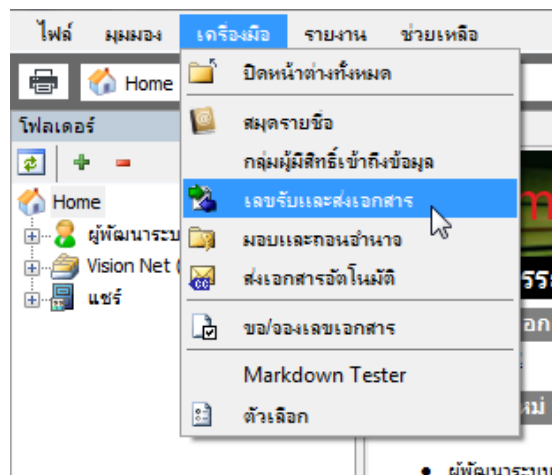 ไฟล์ มุมมอง เครื่องมือ รายงาน ช่วยเหลือ
Home
โฟลเดอร์
Home
ผู้พัฒนาระบ
Vision Net (
แชร์
ปิดหน้าต่างทั้งหมด
สมุดรายชื่อ
กลุ่มผู้มีสิทธิ์เข้าถึงข้อมูล
เลขรับและส่งเอกสาร
มอบและถอนอำนาจ
ส่งเอกสารอัตโนมัติ
ขอ/จองเลขเอกสาร
Markdown Tester
ตัวเลือก
รระ
อก
หม่
ผู้พัฒนาระบบ